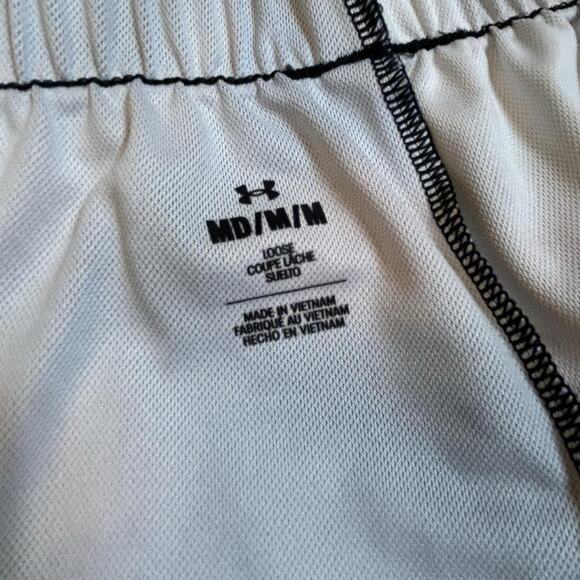 MD/M/M
LOOSE
COUPE LÂCHE
SUELTO
MADE IN VIETNAM
FABRIQUÉ AU VIETNAM
HECHO EN VIETNAM